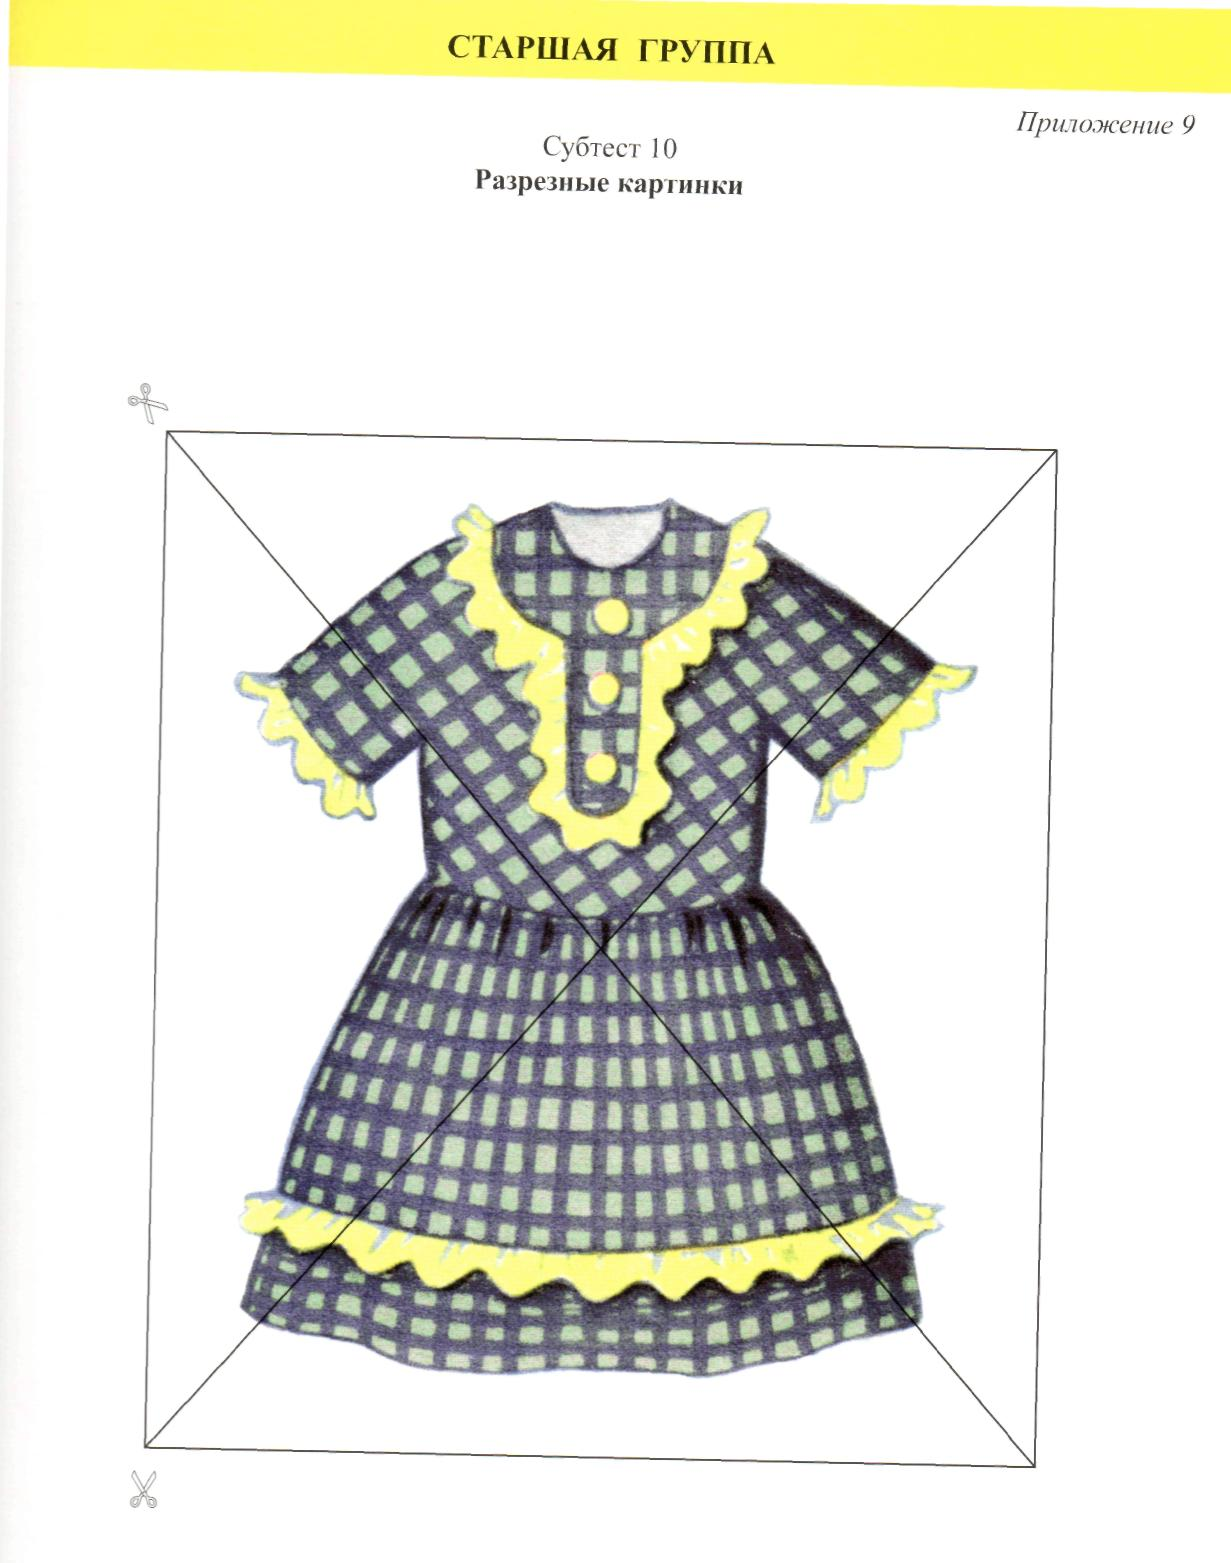 СТАРШАЯ ГРУППА
Приложение 9
Субтест 10
Разрезные картинки